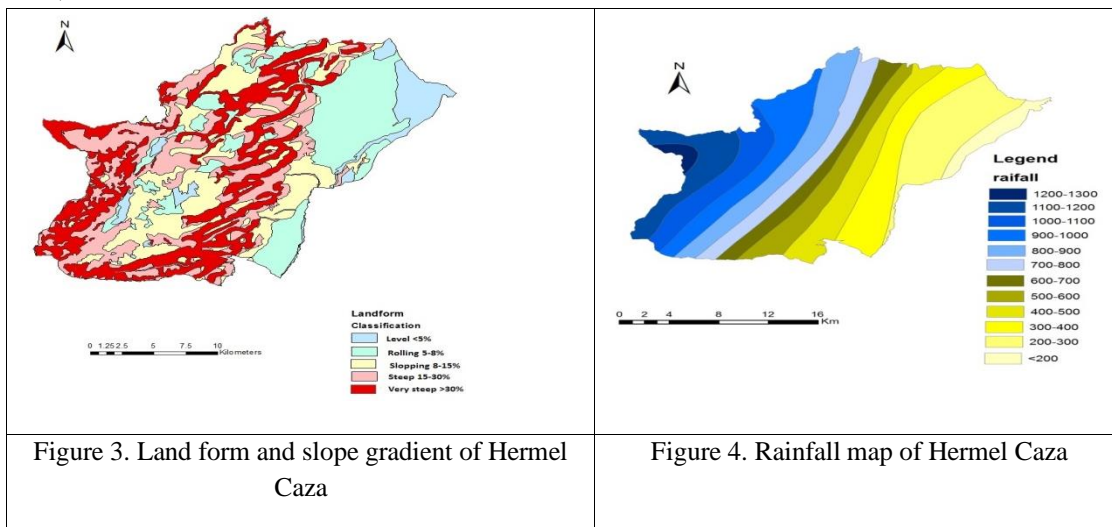 N
Landform
Classification
Level <5%
Rolling 5-8%
Slopping 8-15%
Steep 15-30%
Very steep >30%
0 1.25 2.5 5 7.5 10
Kilometers
N
Legend
raifall
1200-1300
1100-1200
1000-1100
900-1000
800-900
700-800
600-700
500-600
400-500
300-400
200-300
<200
0 2 4 8 12 16
Km
Figure 3. Land form and slope gradient of Hermel
Caza
Figure 4. Rainfall map of Hermel Caza